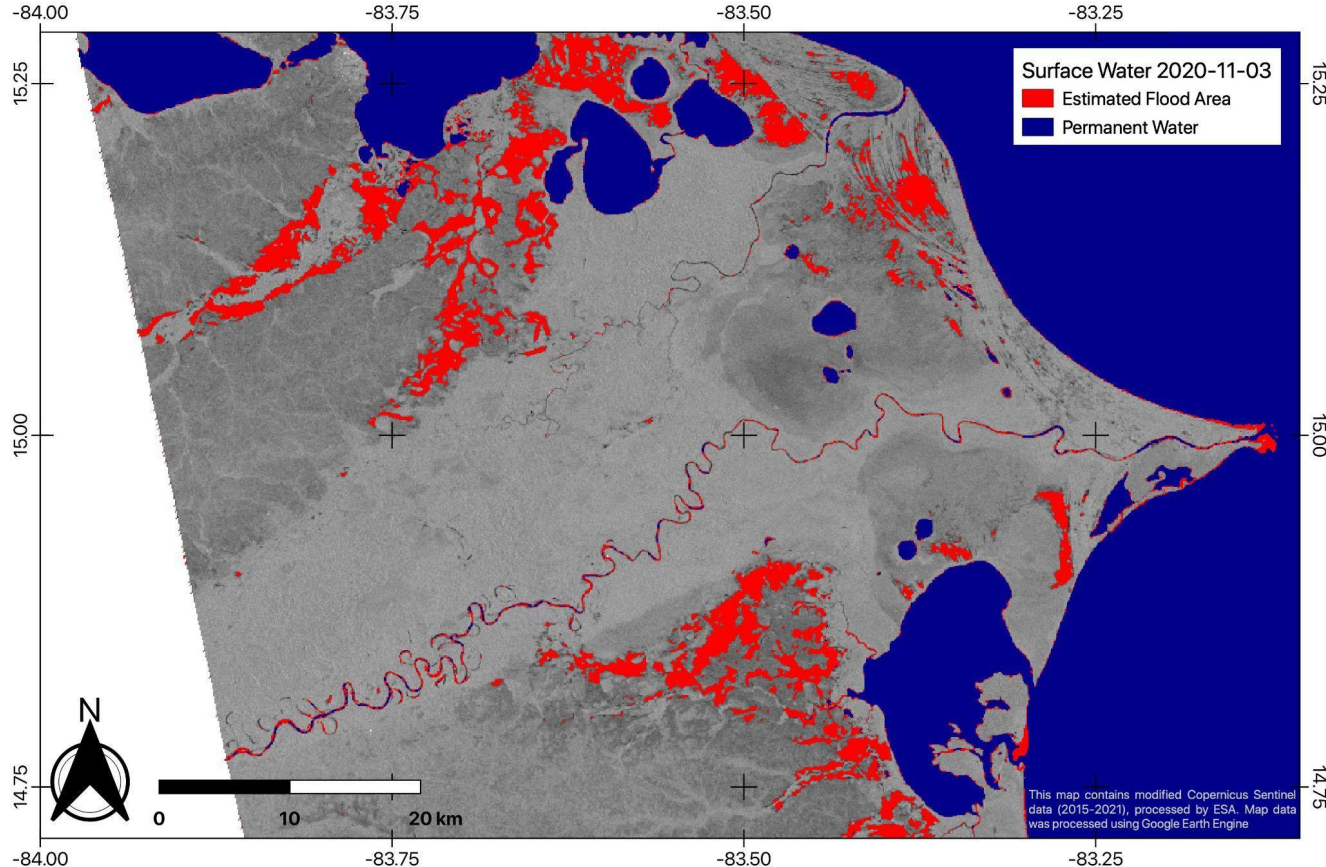 -84.00 -83.75 -83.50 -83.25
15.25 15.25
Surface Water 2020-11-03
Estimated Flood Area
Permanent Water
15.00 15.00
N
14.75 14.75
0 10 20 km
This map contains modified Copernicus Sentinel
data (2015-2021), processed by ESA. Map data
was processed using Google Earth Engine
-84.00 -83.75 -83.50 -83.25